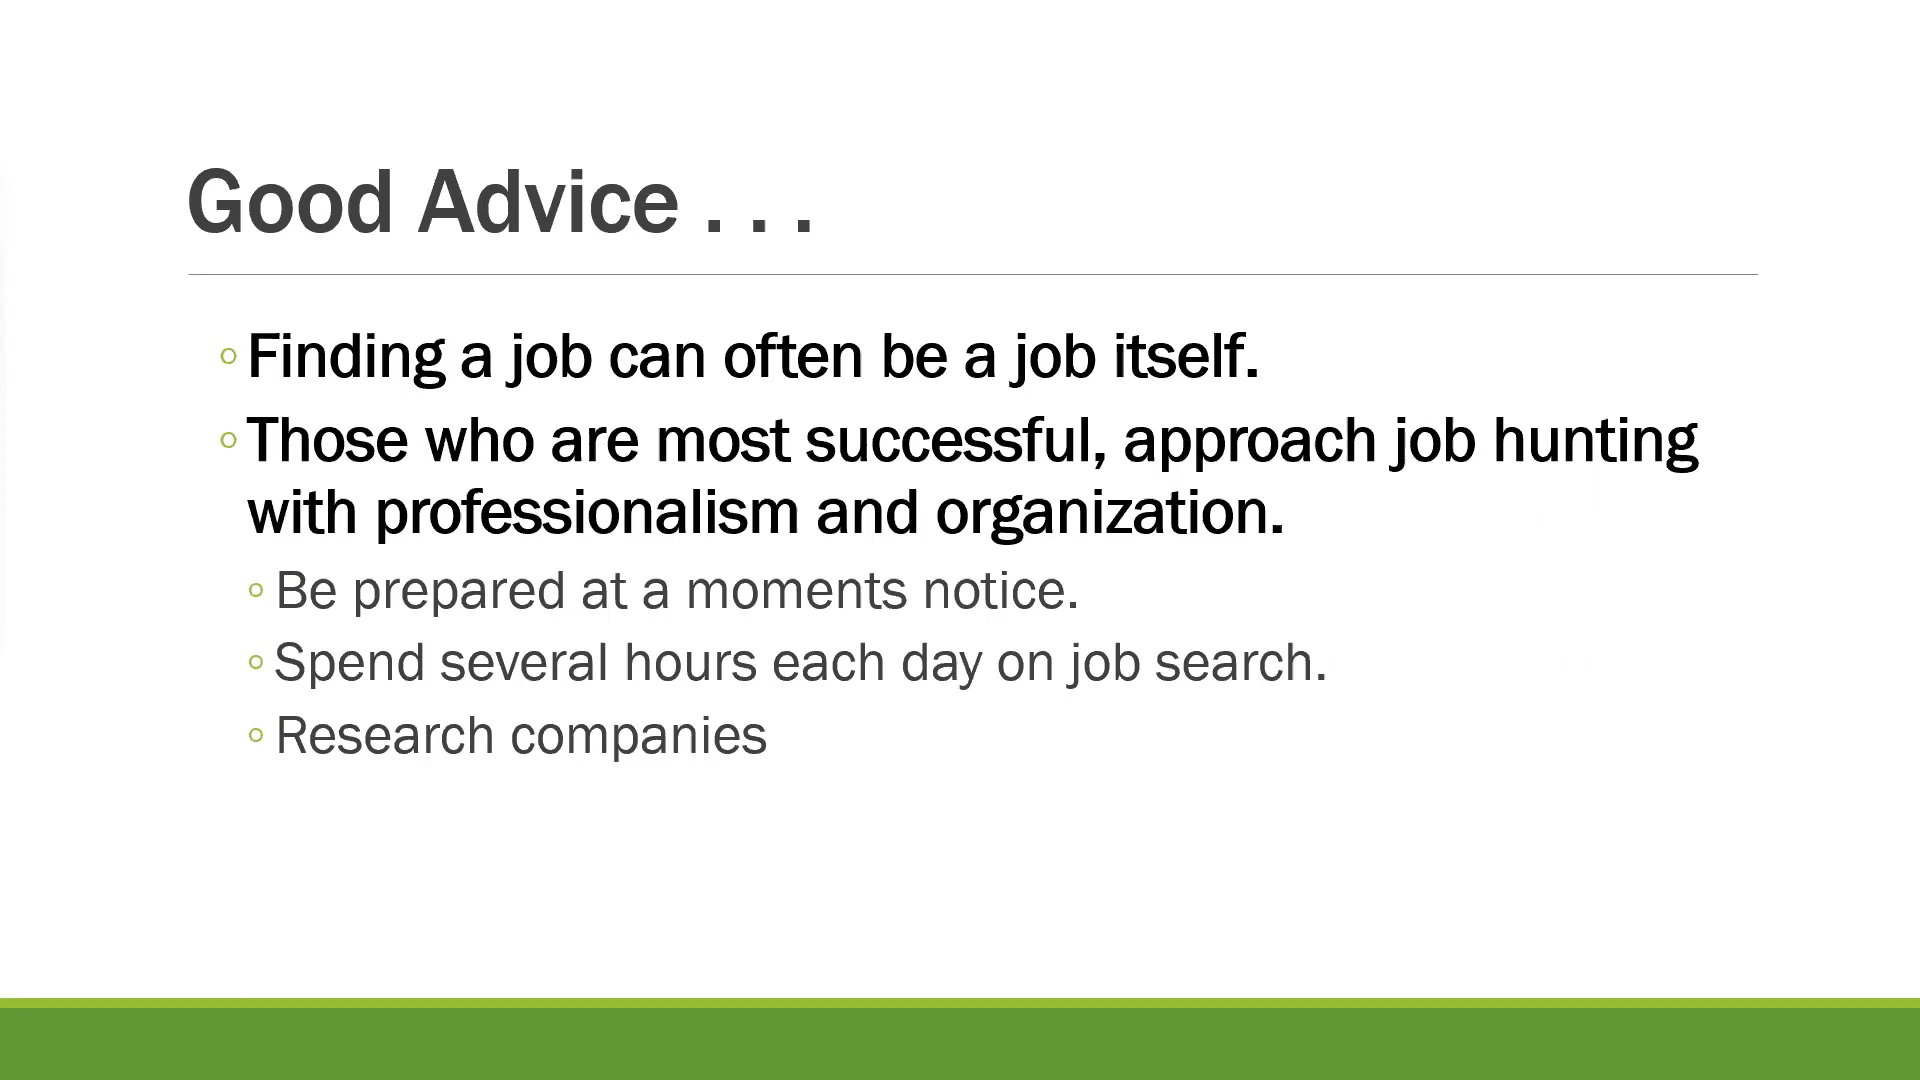 Good Advice . . .
◦ Finding a job can often be a job itself.
◦ Those who are most successful, approach job hunting
with professionalism and organization.
◦ Be prepared at a moments notice.
◦ Spend several hours each day on job search.
◦ Research companies